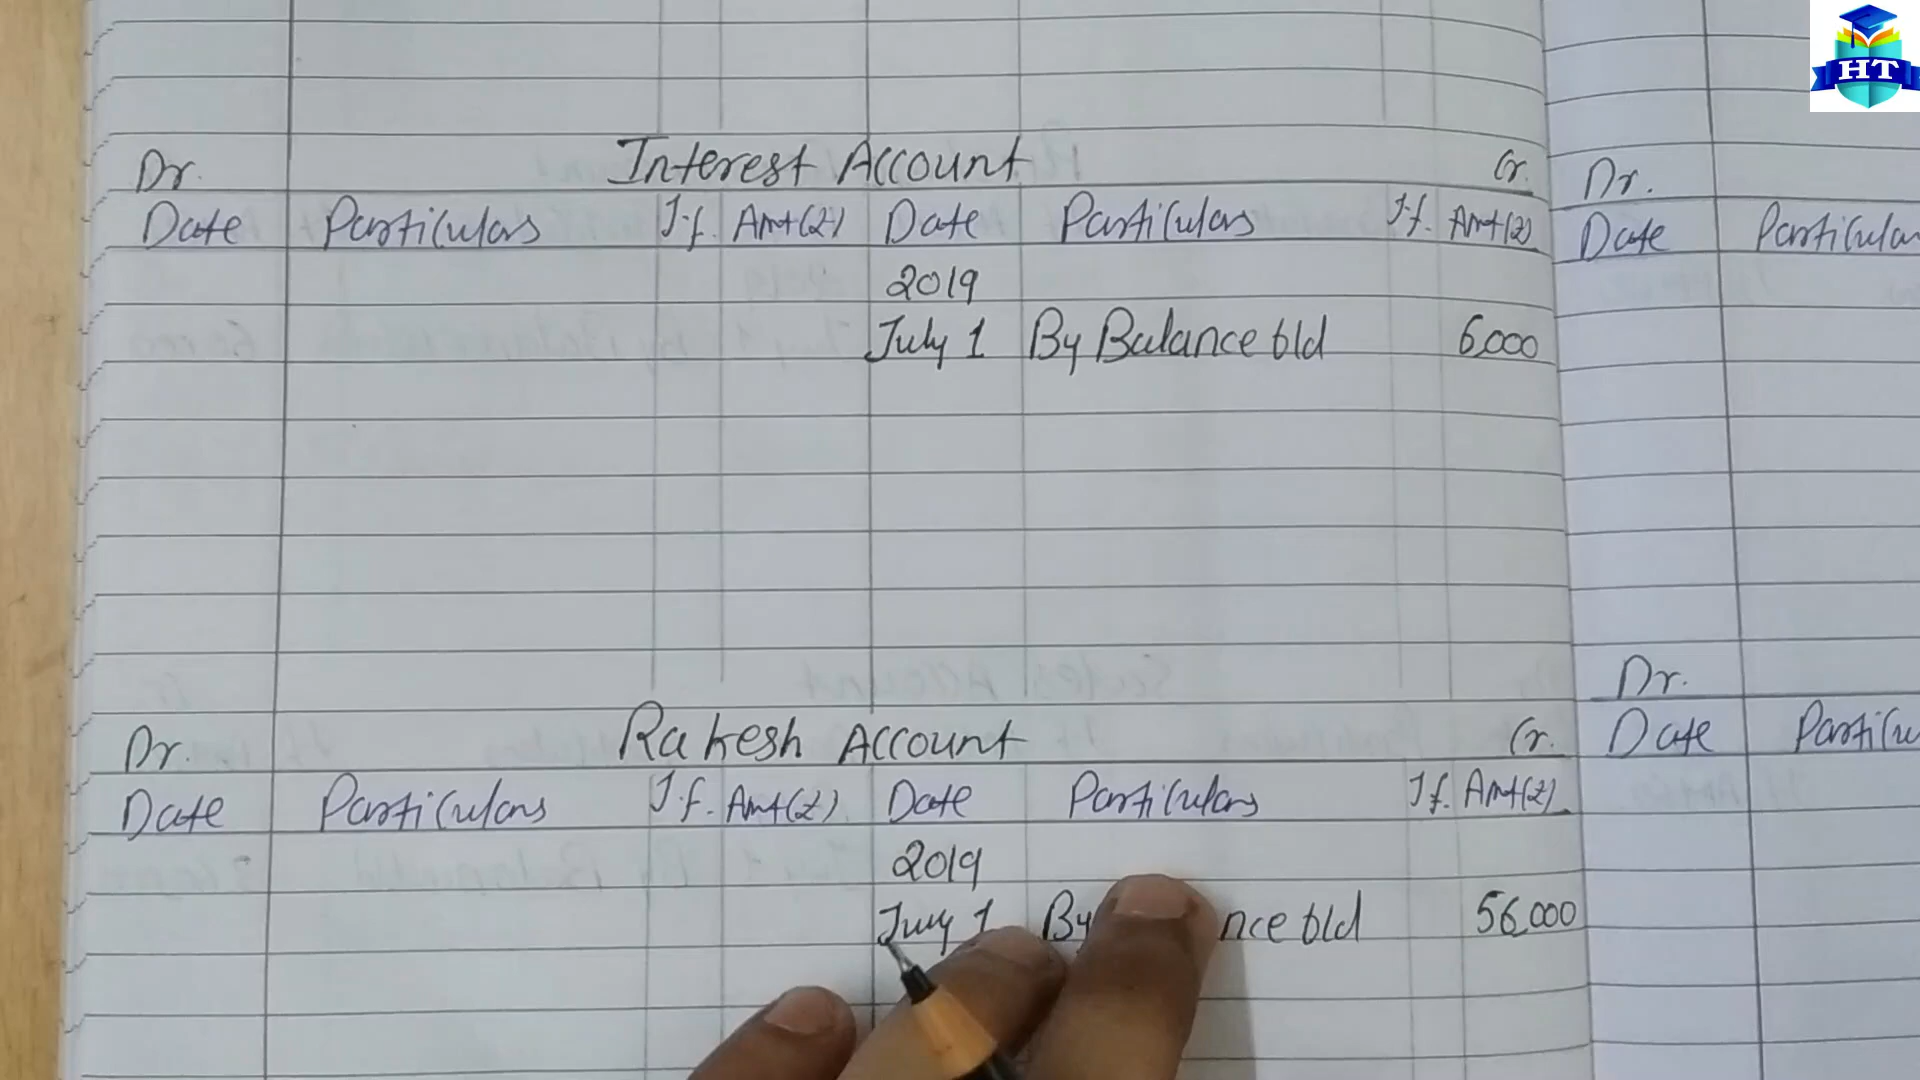 HT
Dr. Interest Account Cr.
Date Particulars J.f. Amt(₹) Date Particulars J.f. Amt(₹)
2019
July 1 By Balance b/d 6,000
Dr. Rakesh Account Cr.
Date Particulars J.f. Amt(₹) Date Particulars J.f. Amt(₹)
2019
July 1 By b/d 56,000
Dr.
Date
Dr.
Date